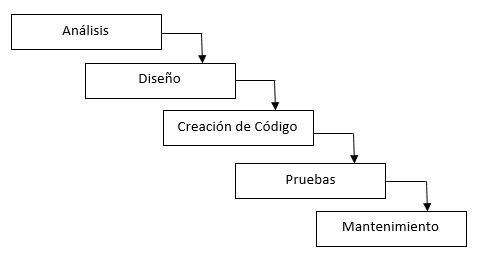 Análisis
Diseño
Creación de Código
Pruebas
Mantenimiento